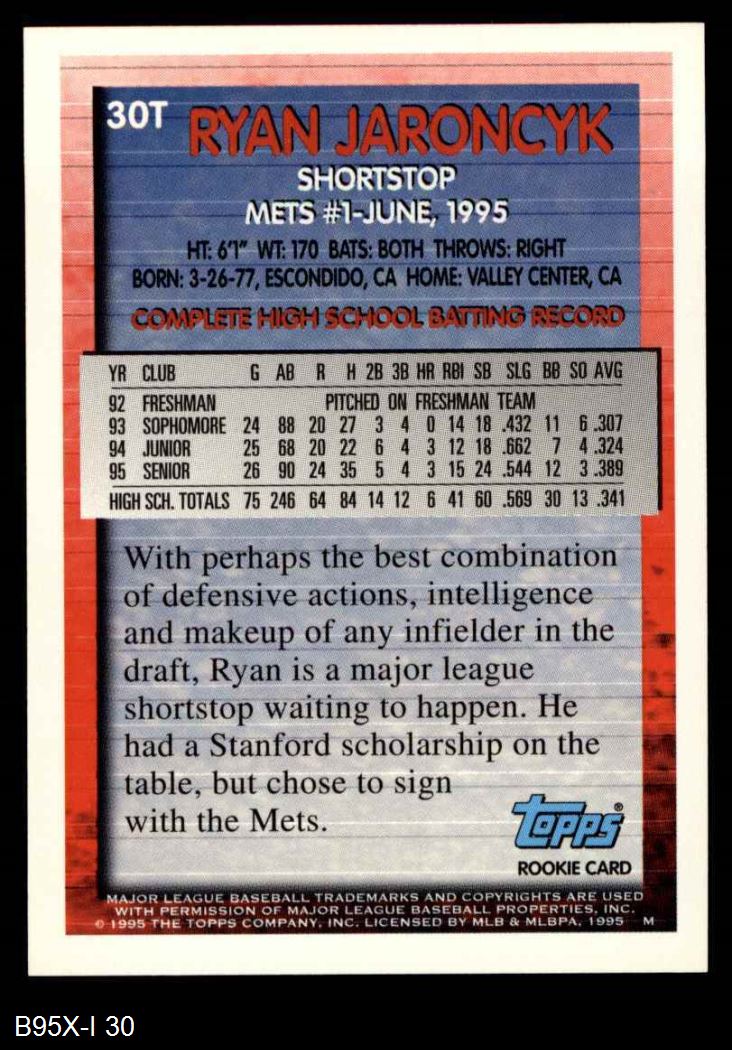 30T RYAN JARONCYK
SHORTSTOP
METS #1-JUNE, 1995
HT: 6'1" WT: 170 BATS: BOTH THROWS: RIGHT
BORN: 3-26-77, ESCONDIDO, CA HOME: VALLEY CENTER, CA
COMPLETE HIGH SCHOOL BATTING RECORD
YR CLUB G AB R H 2B 3B HR RBI SB SLG BB SO AVG
92 FRESHMAN PITCHED ON FRESHMAN TEAM
93 SOPHOMORE 24 88 20 27 3 4 0 14 18 .432 11 6 .307
94 JUNIOR 25 68 20 22 6 4 3 12 18 .662 7 4 .324
95 SENIOR 26 90 24 35 5 4 3 15 24 .544 12 3 .389
HIGH SCH. TOTALS 75 246 64 84 14 12 6 41 60 .569 30 13 .341
With perhaps the best combination
of defensive actions, intelligence
and makeup of any infielder in the
draft, Ryan is a major league
shortstop waiting to happen. He
had a Stanford scholarship on the
table, but chose to sign
with the Mets.
Topps®
ROOKIE CARD
MAJOR LEAGUE BASEBALL TRADEMARKS AND COPYRIGHTS ARE USED
WITH PERMISSION OF MAJOR LEAGUE BASEBALL PROPERTIES, INC.
© 1995 THE TOPPS COMPANY, INC. LICENSED BY MLB & MLBPA, 1995 M
B95X-I 30